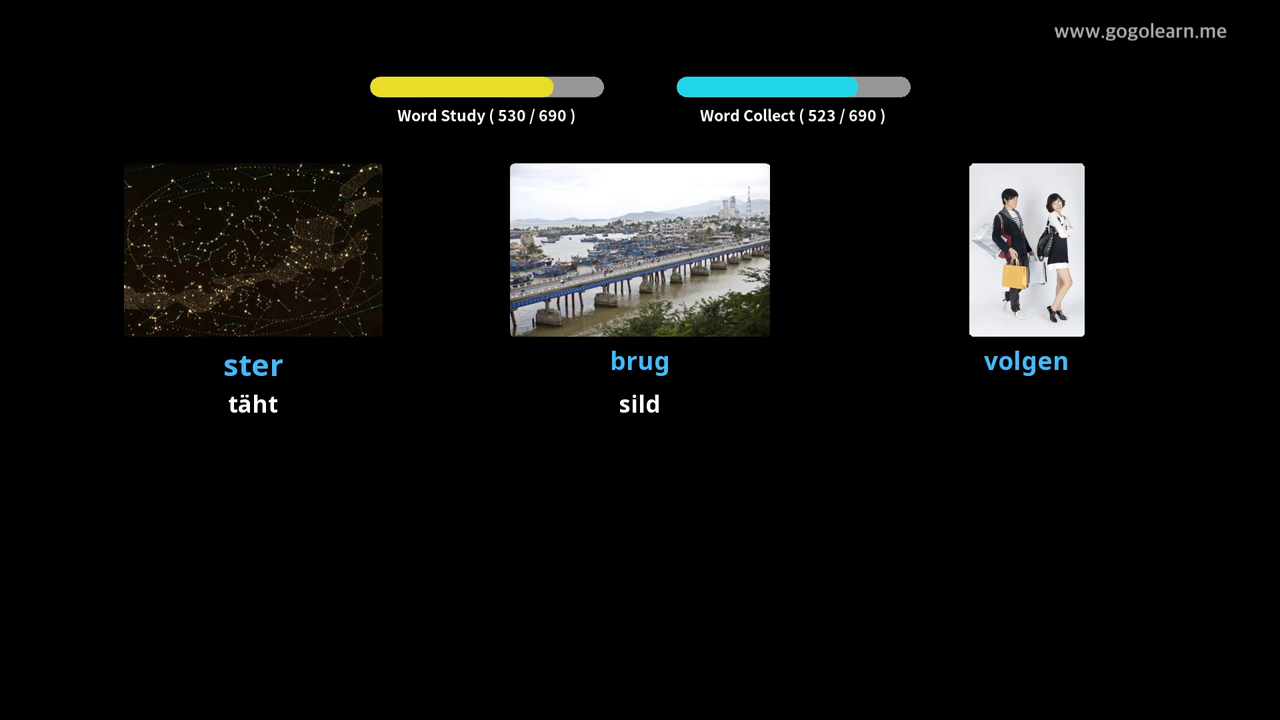 www.gogolearn.me
Word Study ( 530 / 690 )
Word Collect ( 523 / 690 )
ster
täht
brug
sild
volgen